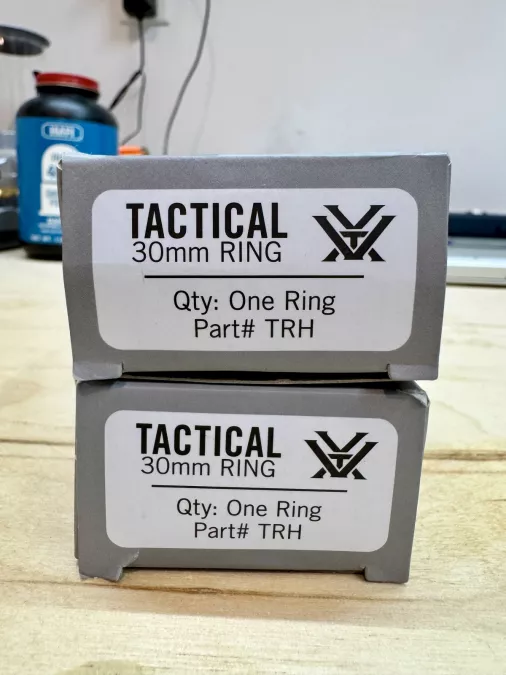 TACTICAL
30mm RING
Qty: One Ring
Part# TRH
TACTICAL
30mm RING
Qty: One Ring
Part# TRH